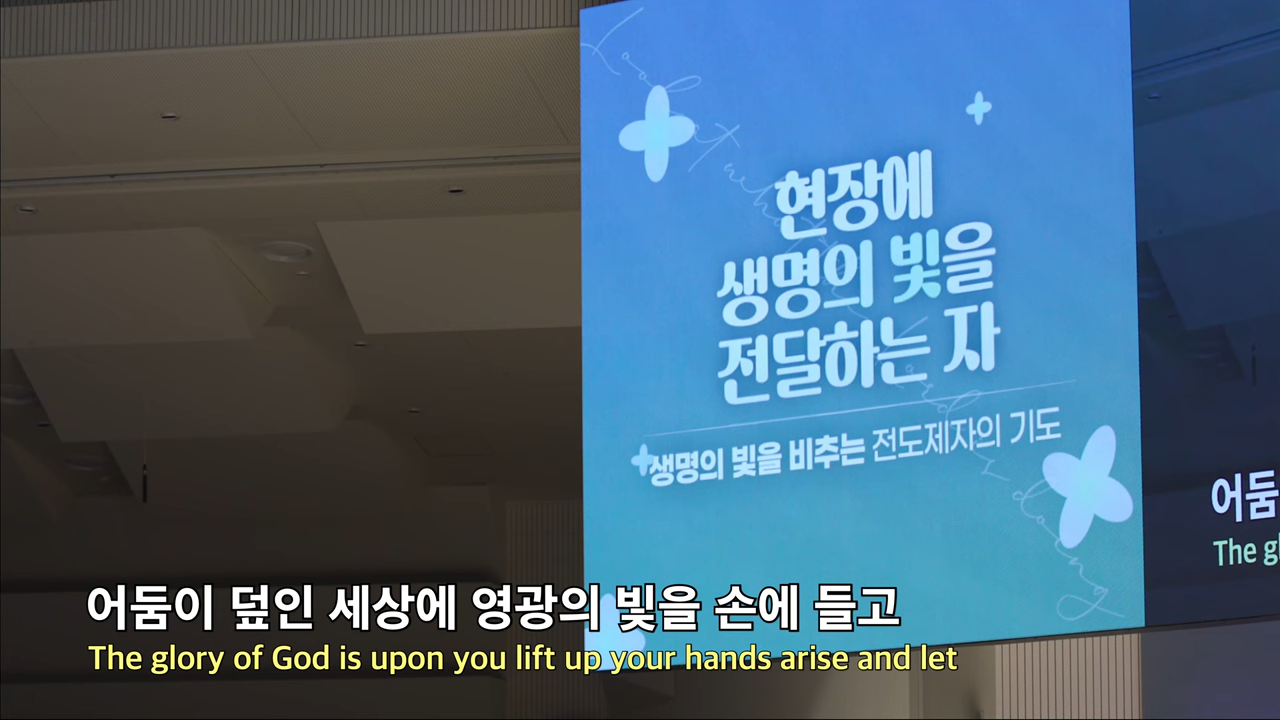 현장에
생명의 빛을
전달하는 자
생명의 빛을 비추는 전도제자의 기도
어둠
The gl
어둠이 덮인 세상에 영광의 빛을 손에 들고
The glory of God is upon you lift up your hands arise and let